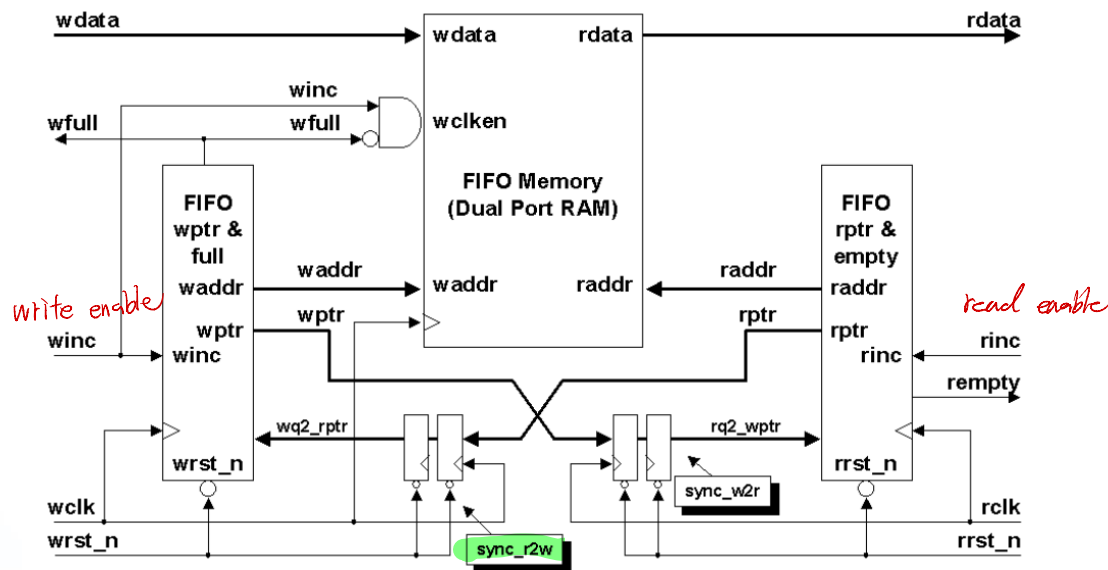 wdata
rdata
wdata
rdata
winc
wclken
wfull
wfull
FIFO Memory
(Dual Port RAM)
FIFO
wptr &
full
FIFO
rptr &
empty
waddr
raddr
waddr
waddr
raddr
raddr
write enable
read enable
wptr
wptr
rptr
rptr
winc
winc
rinc
rinc
rempty
wq2_rptr
rq2_wptr
wrst_n
rrst_n
sync_w2r
wclk
rclk
wrst_n
sync_r2w
rrst_n